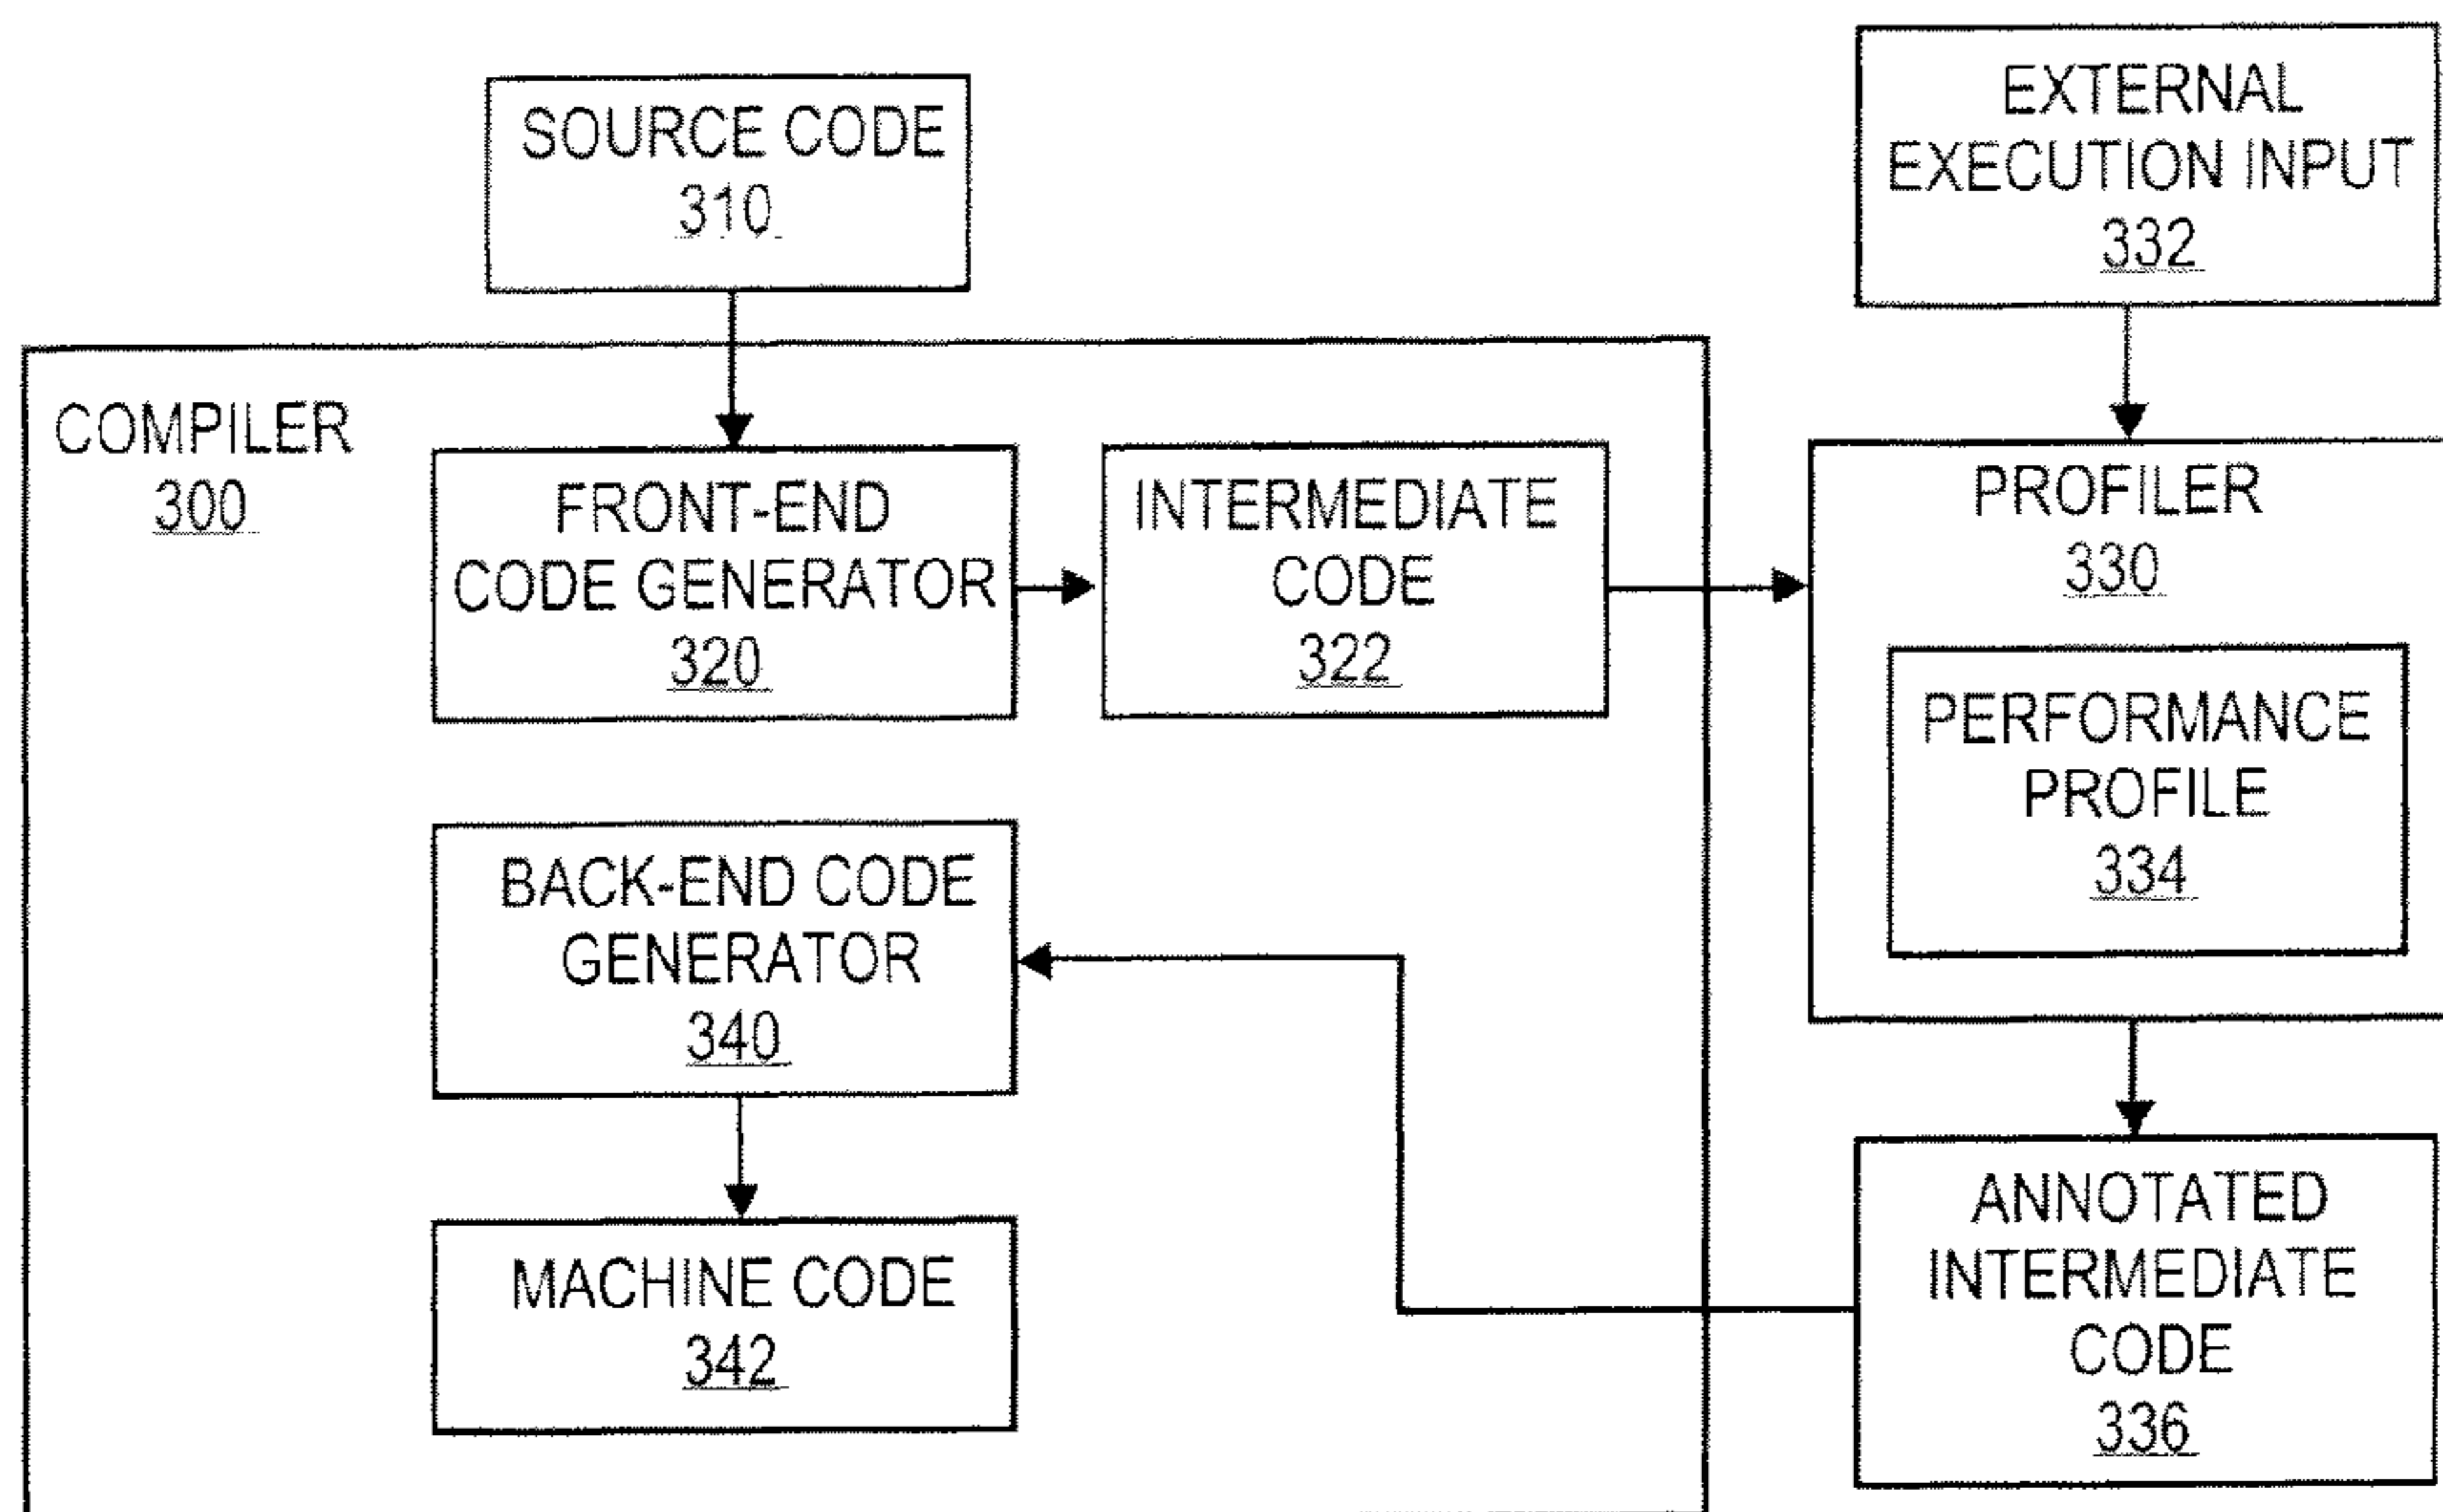 SOURCE CODE
310
EXTERNAL
EXECUTION INPUT
332
COMPILER
300
FRONT-END
CODE GENERATOR
320
INTERMEDIATE
CODE
322
PROFILER
330
PERFORMANCE
PROFILE
334
BACK-END CODE
GENERATOR
340
MACHINE CODE
342
ANNOTATED
INTERMEDIATE
CODE
336